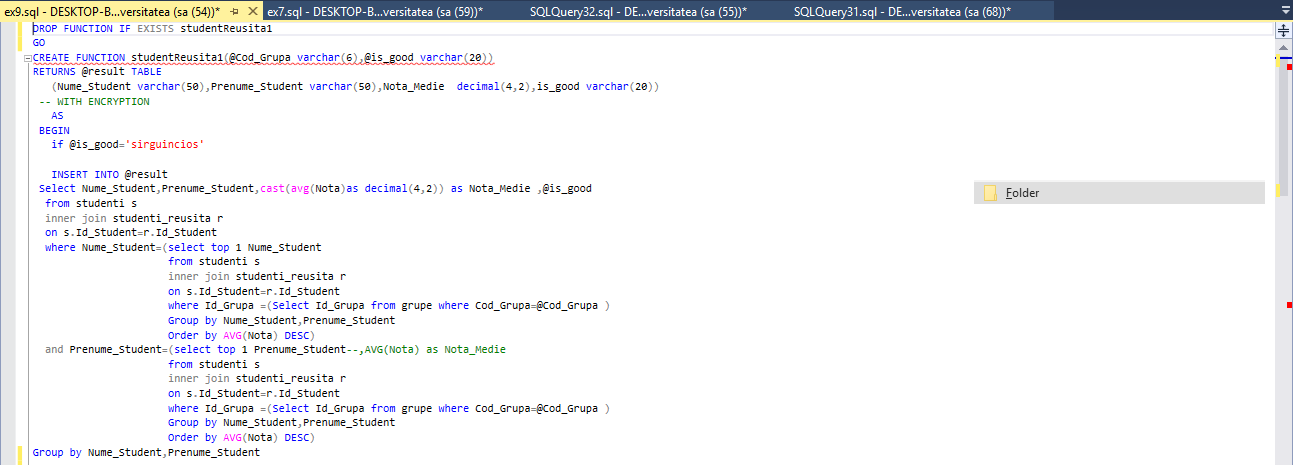 ex9.sql - DESKTOP-B...versitatea (sa (54))* ex7.sql - DESKTOP-B...versitatea (sa (59))* SQLQuery32.sql - DE...versitatea (sa (55))* SQLQuery31.sql - DE...versitatea (sa (68))*
DROP FUNCTION IF EXISTS studentReusita1
GO
CREATE FUNCTION studentReusita1(@Cod_Grupa varchar(6),@is_good varchar(20))
RETURNS @result TABLE
(Nume_Student varchar(50),Prenume_Student varchar(50),Nota_Medie decimal(4,2),is_good varchar(20))
-- WITH ENCRYPTION
AS
BEGIN
if @is_good='sirguincios'
INSERT INTO @result
Select Nume_Student,Prenume_Student,cast(avg(Nota)as decimal(4,2)) as Nota_Medie ,@is_good
Folder
from studenti s
inner join studenti_reusita r
on s.Id_Student=r.Id_Student
where Nume_Student=(select top 1 Nume_Student
from studenti s
inner join studenti_reusita r
on s.Id_Student=r.Id_Student
where Id_Grupa =(Select Id_Grupa from grupe where Cod_Grupa=@Cod_Grupa )
Group by Nume_Student,Prenume_Student
Order by AVG(Nota) DESC)
and Prenume_Student=(select top 1 Prenume_Student--,AVG(Nota) as Nota_Medie
from studenti s
inner join studenti_reusita r
on s.Id_Student=r.Id_Student
where Id_Grupa =(Select Id_Grupa from grupe where Cod_Grupa=@Cod_Grupa )
Group by Nume_Student,Prenume_Student
Order by AVG(Nota) DESC)
Group by Nume_Student,Prenume_Student